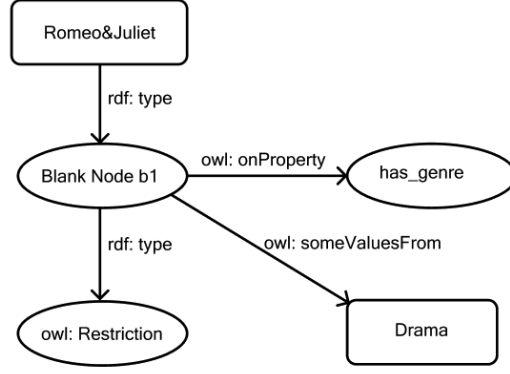 Romeo&Juliet
rdf: type
owl: onProperty
Blank Node b1
has_genre
rdf: type
owl: someValuesFrom
owl: Restriction
Drama